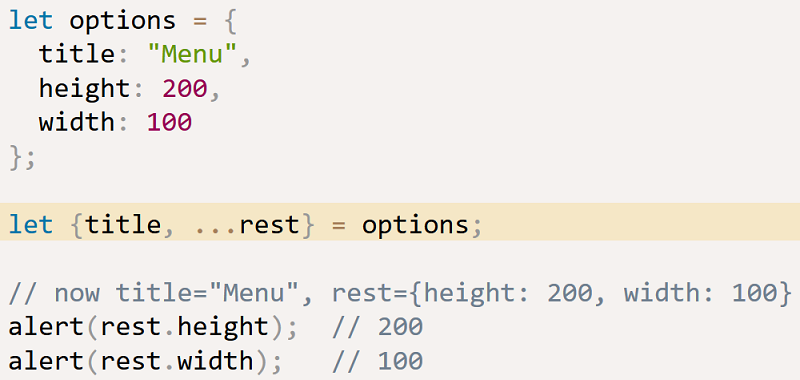 let options = {
  title: "Menu",
  height: 200,
  width: 100
};
let {title, ...rest} = options;
// now title="Menu", rest={height: 200, width: 100}
alert(rest.height);  // 200
alert(rest.width);   // 100